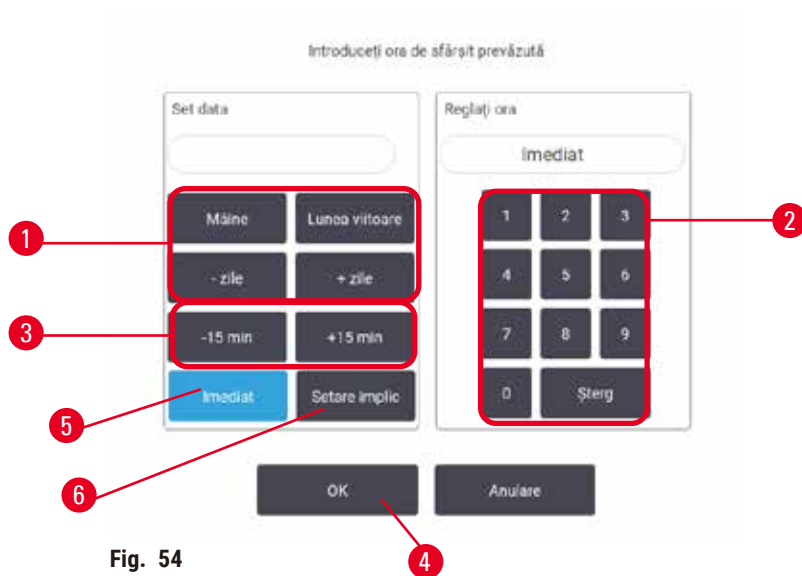 Introduceți ora de sfârșit prevăzută
Set data
Reglați ora
Imediat
Mâine
Lunea viitoare
- zile
+ zile
-15 min
+15 min
Imediat
Setare implic
1
2
3
4
5
6
7
8
9
0
Șterg
OK
Anulare
1
2
3
5
6
4
Fig. 54